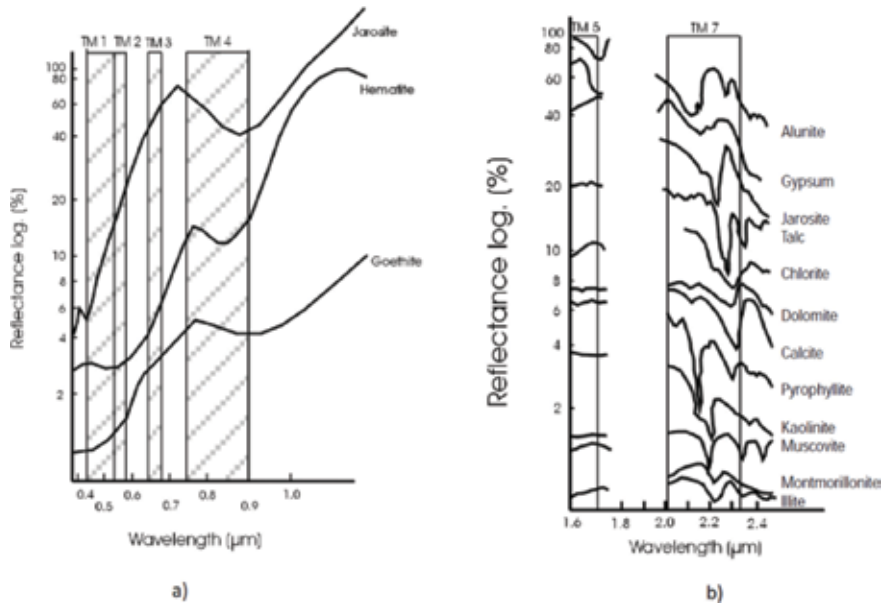 TM 1
TM 2
TM 3
TM 4
Jarosite
Hematite
Goethite
100
80
60
40
20
10
8
6
4
2
Reflectance log. (%)
0.4
0.5
0.6
0.7
0.8
0.9
1.0
Wavelength (µm)
a)
TM 5
TM 7
100
80
60
40
20
10
8
6
4
2
Reflectance log. (%)
Alunite
Gypsum
Jarosite
Talc
Chlorite
Dolomite
Calcite
Pyrophyllite
Kaolinite
Muscovite
Montmorillonites
Illite
1.6
1.8
2.0
2.2
2.4
Wavelength (µm)
b)